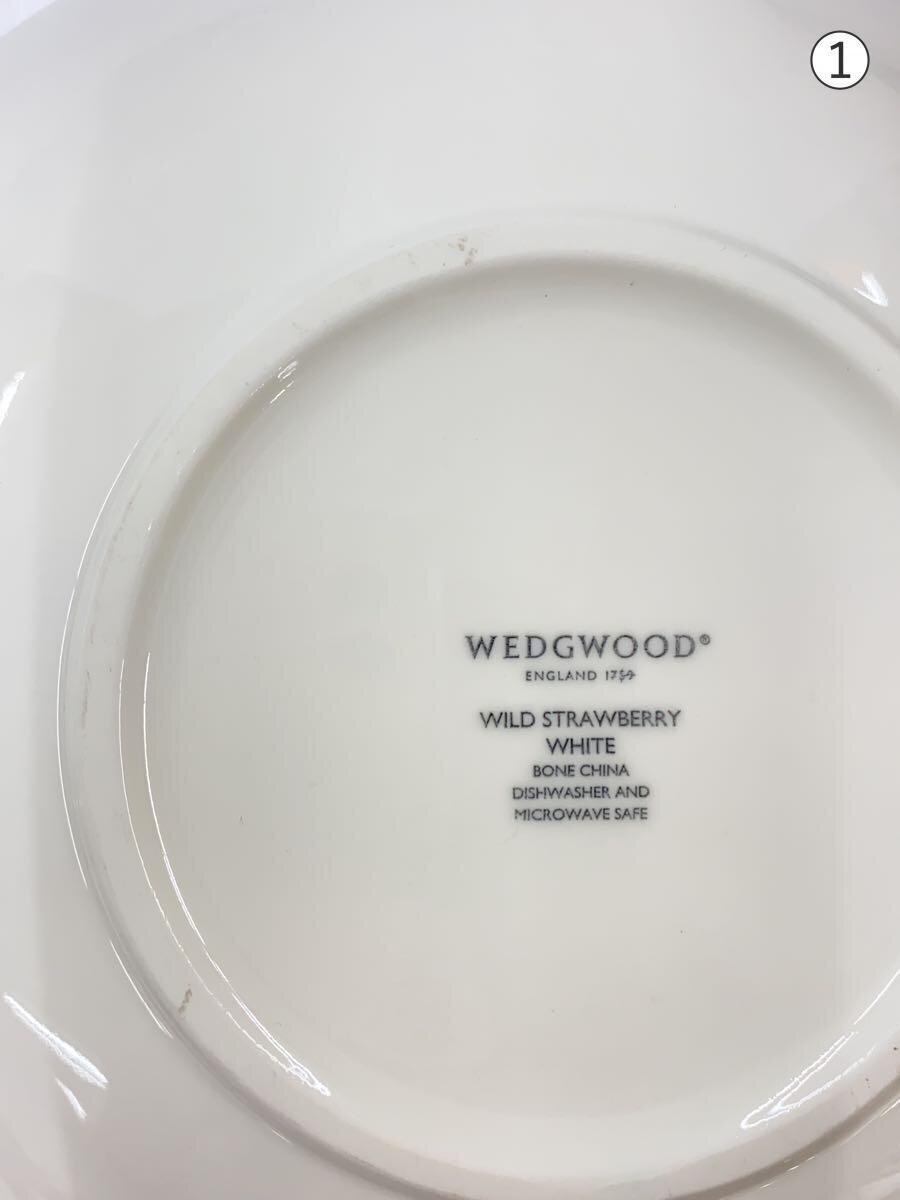 ①
WEDGWOOD®
ENGLAND 1759
WILD STRAWBERRY
WHITE
BONE CHINA
DISHWASHER AND
MICROWAVE SAFE